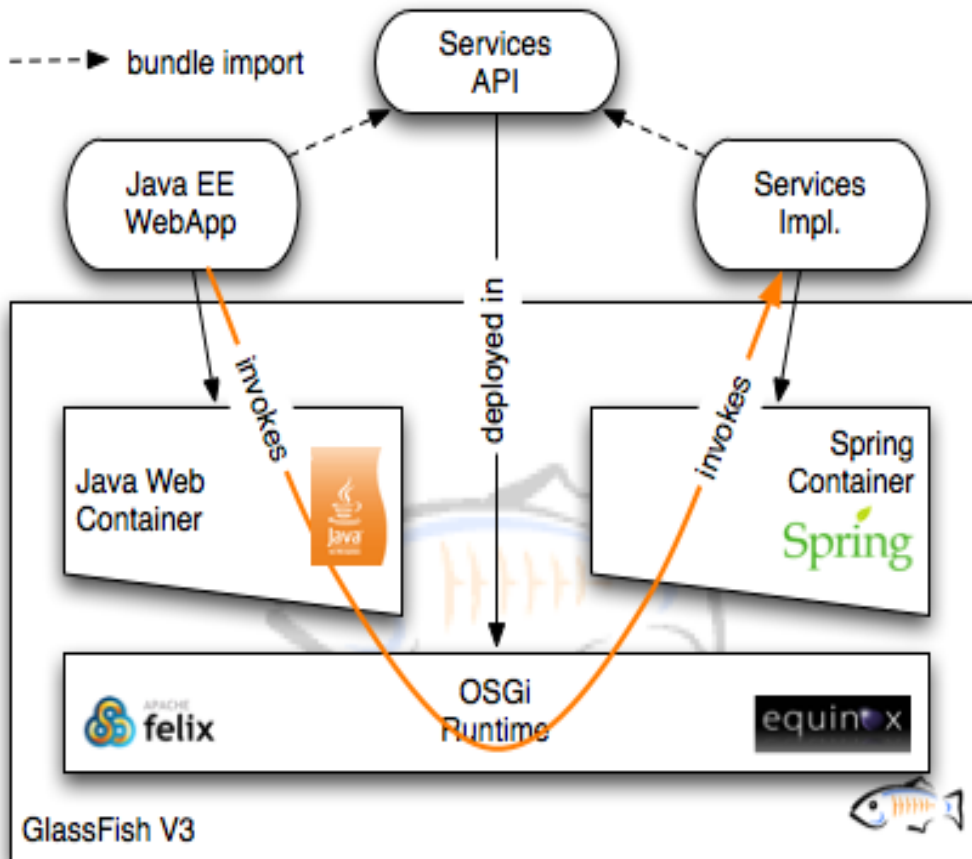 Services
API
bundle import
Java EE
WebApp
Services
Impl.
deployed in
invokes
invokes
Java Web
Container
Java
Spring
Container
Spring
OSGi
Runtime
APACHE
felix
equinox
GlassFish V3